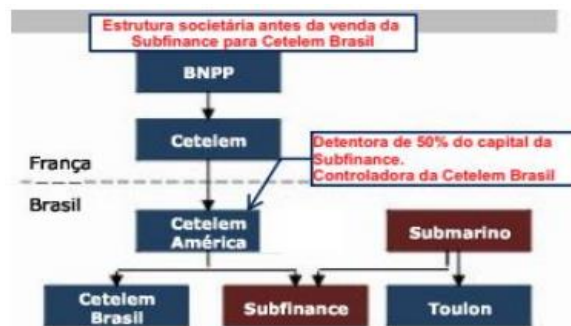 Estrutura societária antes da venda da
Subfinance para Cetelem Brasil
BNPP
Cetelem
Detentora de 50% do capital da
Subfinance.
Controladora da Cetelem Brasil
França
Brasil
Cetelem
América
Submarino
Cetelem
Brasil
Subfinance
Toulon